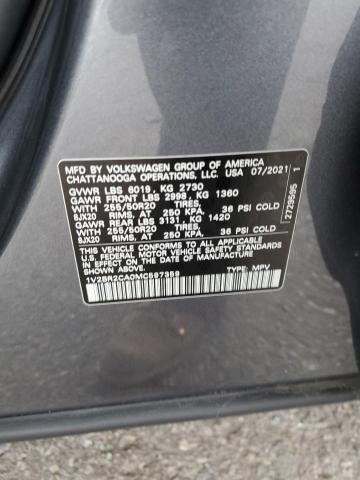 MFD BY VOLKSWAGEN GROUP OF AMERICA
CHATTANOOGA OPERATIONS, LLC. USA 07/2021
GVWR LBS 6019, KG 2730
GAWR FRONT LBS 2998, KG 1360
WITH 255/50R20 TIRES,
8JX20 RIMS, AT 250 KPA, 36 PSI COLD
GAWR REAR LBS 3131, KG 1420
WITH 255/50R20 TIRES,
8JX20 RIMS, AT 250 KPA, 36 PSI COLD
THIS VEHICLE CONFORMS TO ALL APPLICABLE
U.S. FEDERAL MOTOR VEHICLE SAFETY
STANDARDS IN EFFECT ON THE DATE OF
MANUFACTURE SHOWN ABOVE.
1V2BR2CA0MC597359 TYPE: MPV
2729595 1